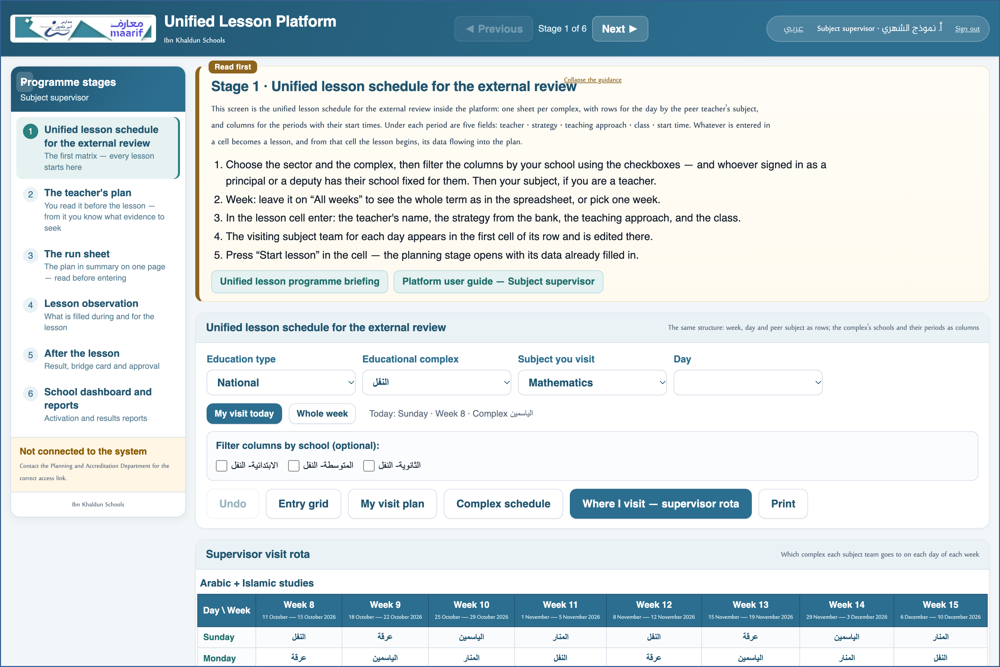 مدارس
ابن خلدون
Ibn Khaldun Schools
معارف
maarif
Unified Lesson Platform
Ibn Khaldun Schools
◀ Previous
Stage 1 of 6
Next ▶
عربي
أ. نموذج الشهري · Subject supervisor
Sign out
Programme stages
Subject supervisor
1
Unified lesson schedule
for the external review
The first matrix — every lesson
starts here
2
The teacher's plan
You read it before the lesson —
from it you know what evidence to
seek
3
The run sheet
The plan in summary on one page
— read before entering
4
Lesson observation
What is filled during and for the
lesson
5
After the lesson
Result, bridge card and approval
6
School dashboard and
reports
Activation and results reports
Not connected to the system
Contact the Planning and Accreditation Department for the
correct access link.
Ibn Khaldun Schools
Read first
Stage 1 · Unified lesson schedule for the external review
Collapse the guidance
This screen is the unified lesson schedule for the external review inside the platform: one sheet per complex, with rows for the day by the peer teacher's subject,
and columns for the periods with their start times. Under each period are five fields: teacher · strategy · teaching approach · class · start time. Whatever is entered in
a cell becomes a lesson, and from that cell the lesson begins, its data flowing into the plan.
1. Choose the sector and the complex, then filter the columns by your school using the checkboxes — and whoever signed in as a
principal or a deputy has their school fixed for them. Then your subject, if you are a teacher.
2. Week: leave it on “All weeks” to see the whole term as in the spreadsheet, or pick one week.
3. In the lesson cell enter: the teacher's name, the strategy from the bank, the teaching approach, and the class.
4. The visiting subject team for each day appears in the first cell of its row and is edited there.
5. Press “Start lesson” in the cell — the planning stage opens with its data already filled in.
Unified lesson programme briefing
Platform user guide — Subject supervisor
Unified lesson schedule for the external review
The same structure: week, day and peer subject as rows; the complex's schools and their periods as columns
Education type
Educational complex
Subject you visit
Day
National
النفل
Mathematics
My visit today
Whole week
Today: Sunday · Week 8 · Complex الياسمين
Filter columns by school (optional):
الابتدائية- النفل
المتوسطة- النفل
الثانوية- النفل
Undo
Entry grid
My visit plan
Complex schedule
Where I visit — supervisor rota
Print
Supervisor visit rota
Which complex each subject team goes to on each day of each week
Arabic + Islamic studies
Day \ Week
Week 8
11 October — 15 October 2026
Week 9
18 October — 22 October 2026
Week 10
25 October — 29 October 2026
Week 11
1 November — 5 November 2026
Week 12
8 November — 12 November 2026
Week 13
15 November — 19 November 2026
Week 14
29 November — 3 December 2026
Week 15
6 December — 10 December 2026
Sunday
النفل
عرقة
الياسمين
المنار
النفل
عرقة
الياسمين
المنار
Monday
عرقة
الياسمين
المنار
النفل
عرقة
الياسمين
المنار
النفل